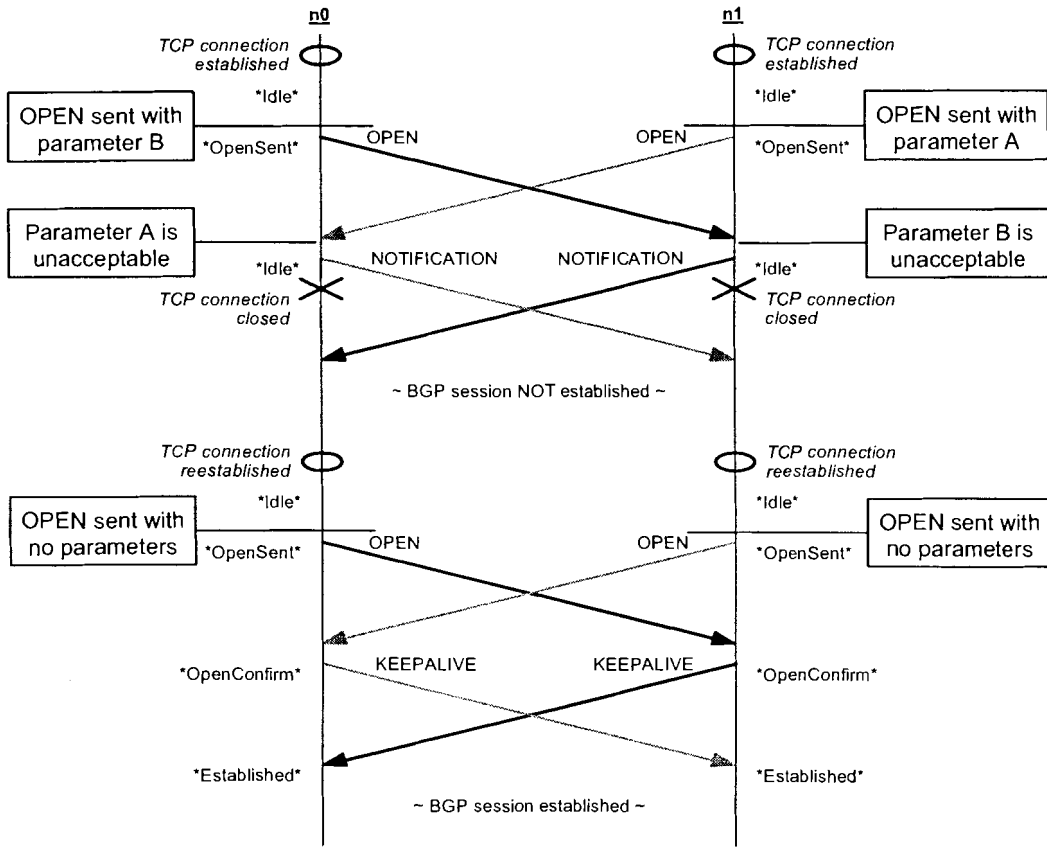 n0
n1
TCP connection
established
TCP connection
established
*Idle*
*Idle*
OPEN sent with
parameter B
OPEN sent with
parameter A
OPEN
OPEN
*OpenSent*
*OpenSent*
Parameter A is
unacceptable
Parameter B is
unacceptable
NOTIFICATION
NOTIFICATION
*Idle*
*Idle*
TCP connection
closed
TCP connection
closed
~ BGP session NOT established ~
TCP connection
reestablished
TCP connection
reestablished
*Idle*
*Idle*
OPEN sent with
no parameters
OPEN sent with
no parameters
*OpenSent*
OPEN
OPEN
*OpenSent*
*OpenConfirm*
KEEPALIVE
KEEPALIVE
*OpenConfirm*
*Established*
*Established*
~ BGP session established ~